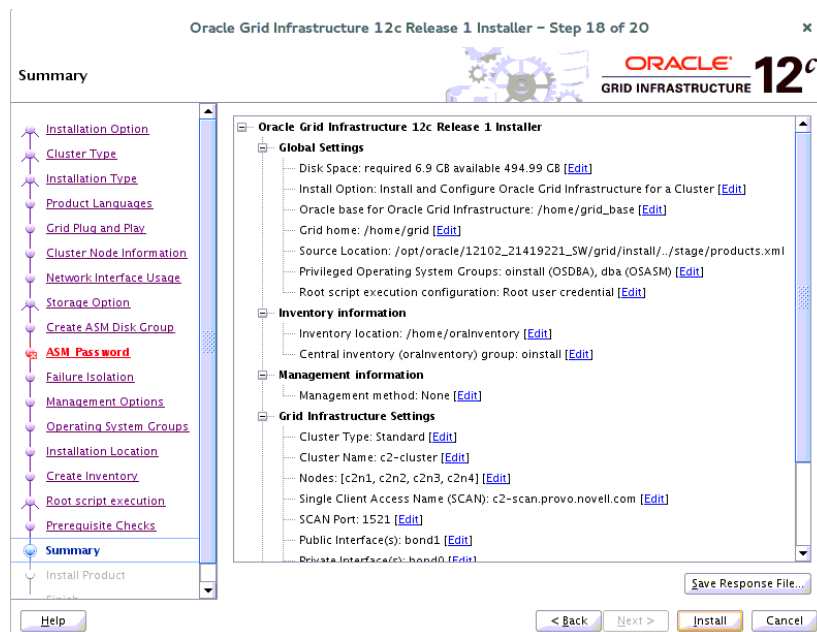 Oracle Grid Infrastructure 12c Release 1 Installer – Step 18 of 20
Summary
ORACLE
GRID INFRASTRUCTURE
12c
Installation Option
Cluster Type
Installation Type
Product Languages
Grid Plug and Play
Cluster Node Information
Network Interface Usage
Storage Option
Create ASM Disk Group
ASM Password
Failure Isolation
Management Options
Operating System Groups
Installation Location
Create Inventory
Root script execution
Prerequisite Checks
Summary
Install Product
Finish
Oracle Grid Infrastructure 12c Release 1 Installer
Global Settings
Disk Space: required 6.9 GB available 494.99 GB [Edit]
Install Option: Install and Configure Oracle Grid Infrastructure for a Cluster [Edit]
Oracle base for Oracle Grid Infrastructure: /home/grid_base [Edit]
Grid home: /home/grid [Edit]
Source Location: /opt/oracle/12102_21419221_SW/grid/install/../stage/products.xml
Privileged Operating System Groups: oinstall (OSDBA), dba (OSASM) [Edit]
Root script execution configuration: Root user credential [Edit]
Inventory information
Inventory location: /home/oraInventory [Edit]
Central inventory (oraInventory) group: oinstall [Edit]
Management information
Management method: None [Edit]
Grid Infrastructure Settings
Cluster Type: Standard [Edit]
Cluster Name: c2-cluster [Edit]
Nodes: [c2n1, c2n2, c2n3, c2n4] [Edit]
Single Client Access Name (SCAN): c2-scan.provo.novell.com [Edit]
SCAN Port: 1521 [Edit]
Public Interface(s): bond1 [Edit]
Private Interface(s): bond0 [Edit]
Save Response File...
Help
< Back
Next >
Install
Cancel